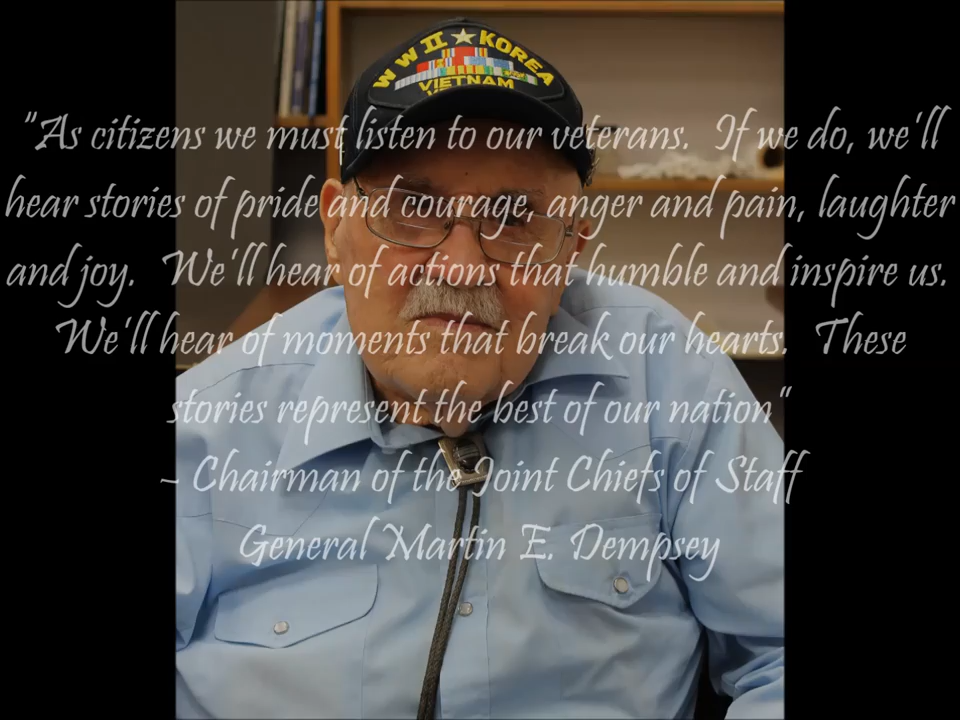 WWII ★ KOREA
VIETNAM
"As citizens we must listen to our veterans. If we do, we'll
hear stories of pride and courage, anger and pain, laughter
and joy. We'll hear of actions that humble and inspire us.
We'll hear of moments that break our hearts. These
stories represent the best of our nation"
~ Chairman of the Joint Chiefs of Staff
General Martin E. Dempsey